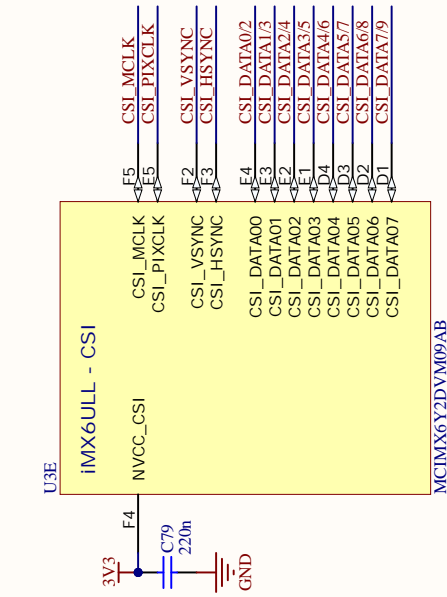 CSI_MCLK
CSI_PIXCLK
CSI_VSYNC
CSI_HSYNC
CSI_DATA0/2
CSI_DATA1/3
CSI_DATA2/4
CSI_DATA3/5
CSI_DATA4/6
CSI_DATA5/7
CSI_DATA6/8
CSI_DATA7/9
F5
E5
F2
F3
E4
E3
E2
E1
D4
D3
D2
D1
CSI_MCLK
CSI_PIXCLK
CSI_VSYNC
CSI_HSYNC
CSI_DATA00
CSI_DATA01
CSI_DATA02
CSI_DATA03
CSI_DATA04
CSI_DATA05
CSI_DATA06
CSI_DATA07
U3E
iMX6ULL - CSI
NVCC_CSI
MCIMX6Y2DVM09AB
F4
3V3
C79
220n
GND